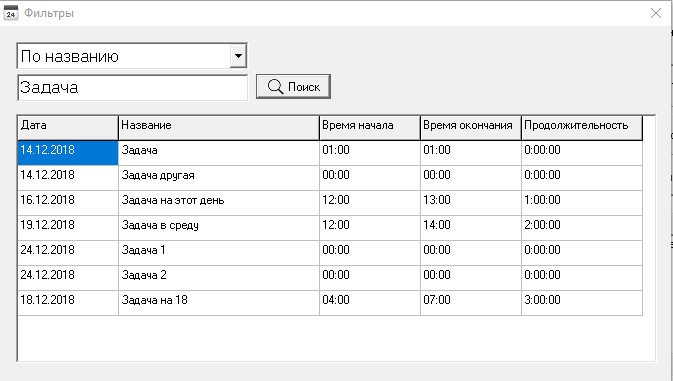 24 Фильтры
По названию
Задача Поиск
Дата Название Время начала Время окончания Продолжительность
14.12.2018 Задача 01:00 01:00 0:00:00
14.12.2018 Задача другая 00:00 00:00 0:00:00
16.12.2018 Задача на этот день 12:00 13:00 1:00:00
19.12.2018 Задача в среду 12:00 14:00 2:00:00
24.12.2018 Задача 1 00:00 00:00 0:00:00
24.12.2018 Задача 2 00:00 00:00 0:00:00
18.12.2018 Задача на 18 04:00 07:00 3:00:00